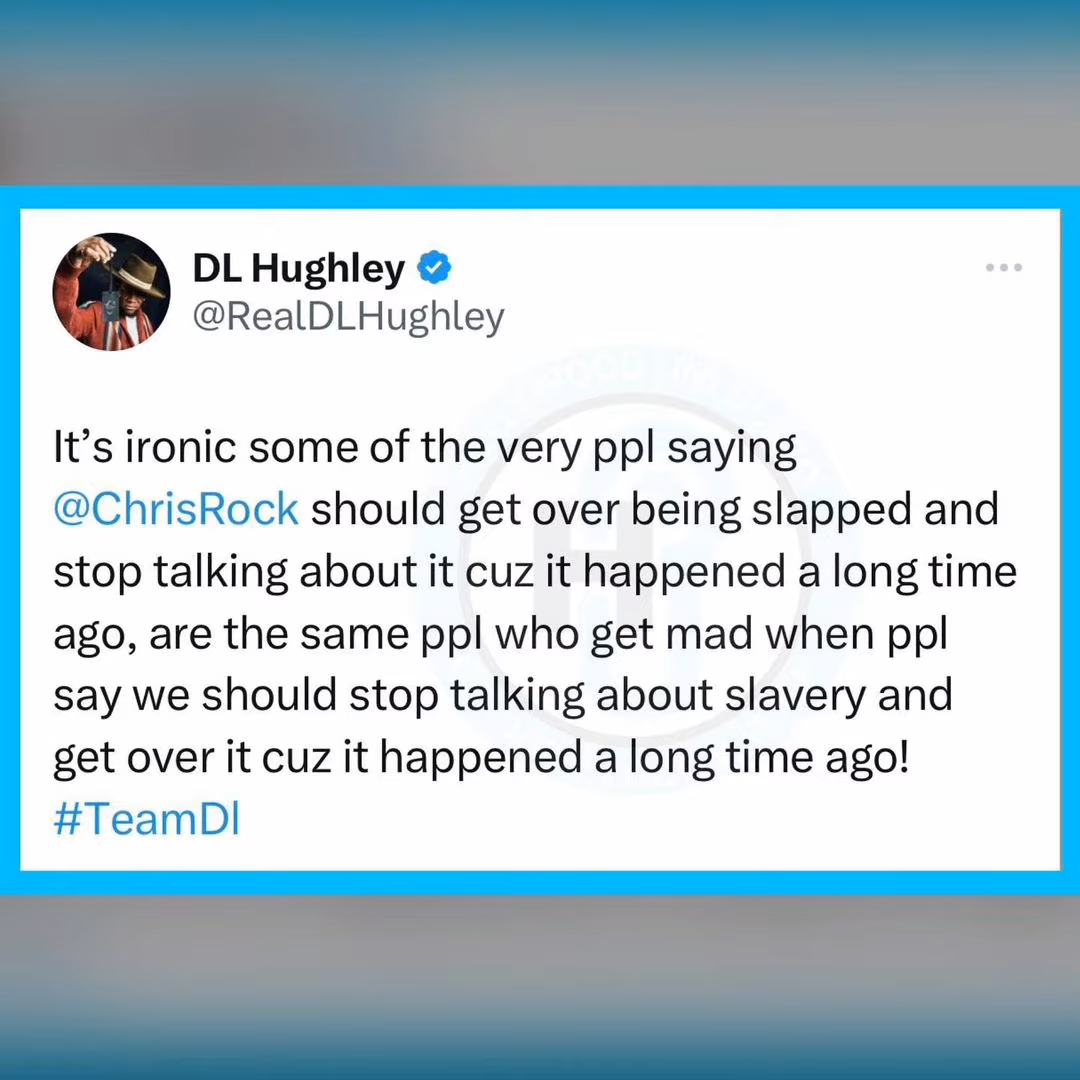 DL Hughley
@RealDLHughley
It's ironic some of the very ppl saying
@ChrisRock should get over being slapped and
stop talking about it cuz it happened a long time
ago, are the same ppl who get mad when ppl
say we should stop talking about slavery and
get over it cuz it happened a long time ago!
#TeamDl